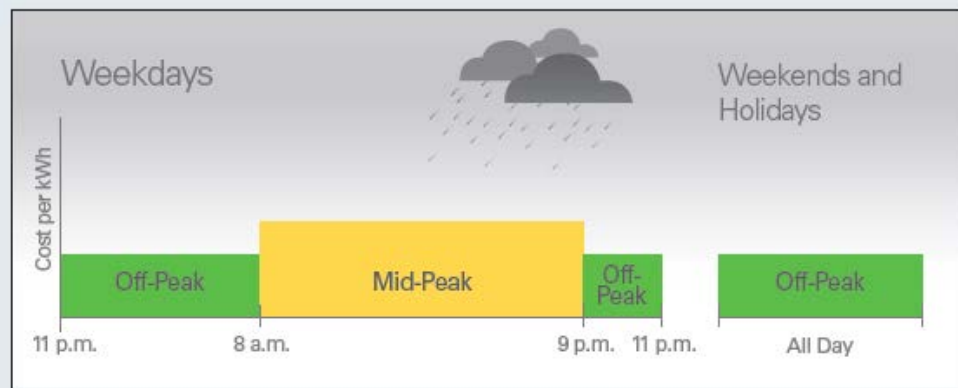 Weekdays
Weekends and
Holidays
Cost per kWh
Off-Peak
Mid-Peak
Off-
Peak
Off-Peak
11 p.m.
8 a.m.
9 p.m.
11 p.m.
All Day